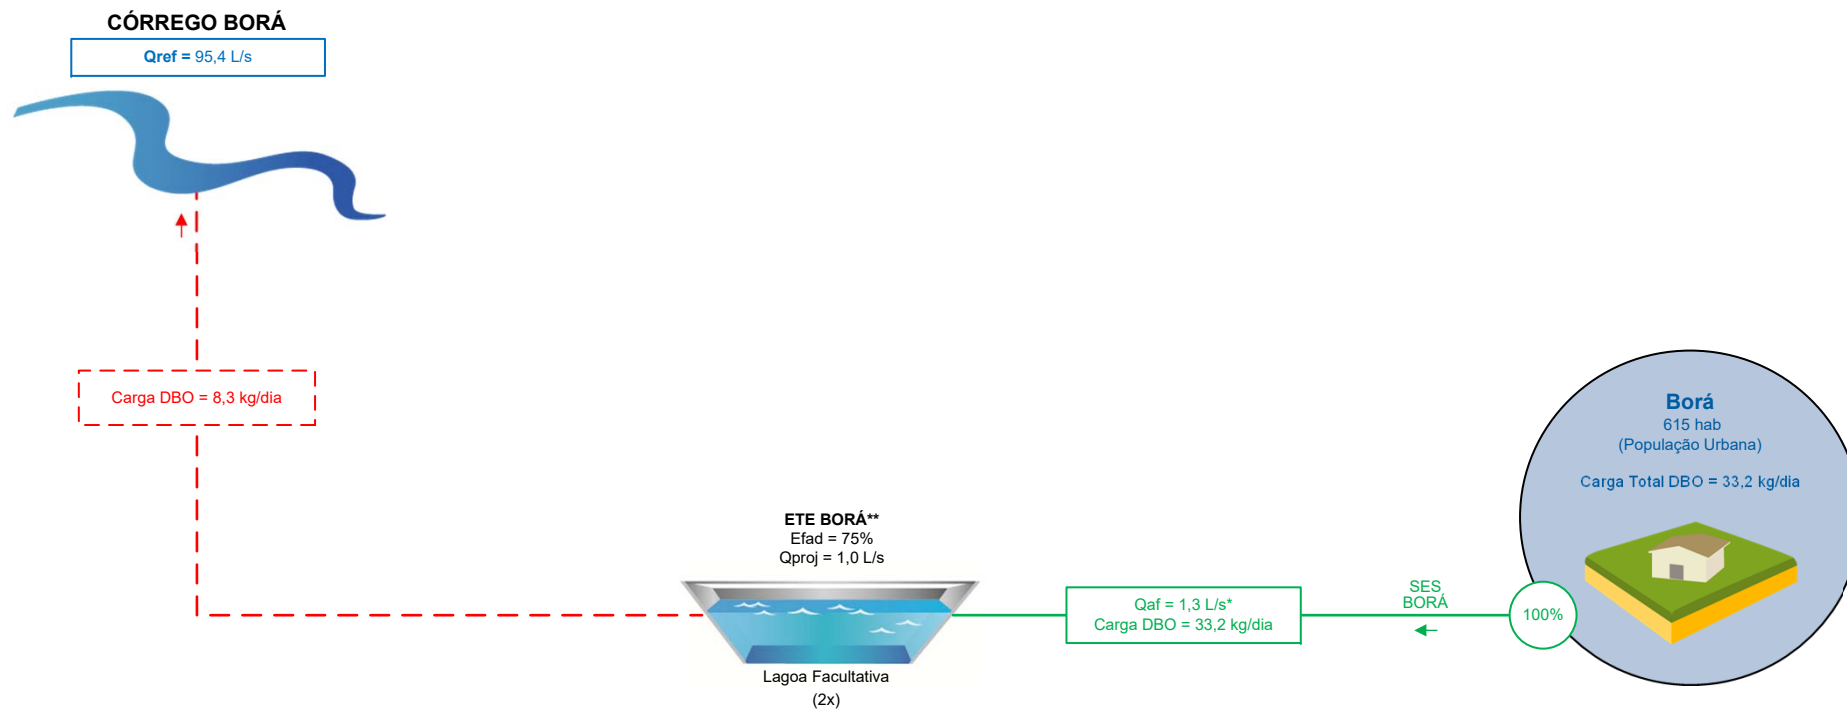 CÓRREGO BORÁ
Qref = 95,4 L/s
Carga DBO = 8,3 kg/dia
ETE BORÁ**
Efad = 75%
Qproj = 1,0 L/s
Lagoa Facultativa
(2x)
Qaf = 1,3 L/s*
Carga DBO = 33,2 kg/dia
SES
BORÁ
100%
Borá
615 hab
(População Urbana)
Carga Total DBO = 33,2 kg/dia